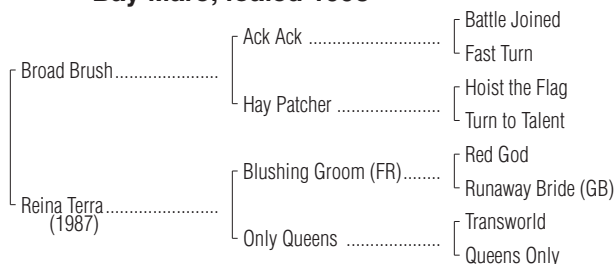 Bay Mare; foaled
Battle Joined
Ack Ack ..............................
Fast Turn
Broad Brush.......................
Hoist the Flag
Hay Patcher .......................
Turn to Talent
Red God
Blushing Groom (FR)........
Runaway Bride (GB)
Reina Terra.........................
(1987)
Transworld
Only Queens .....................
Queens Only